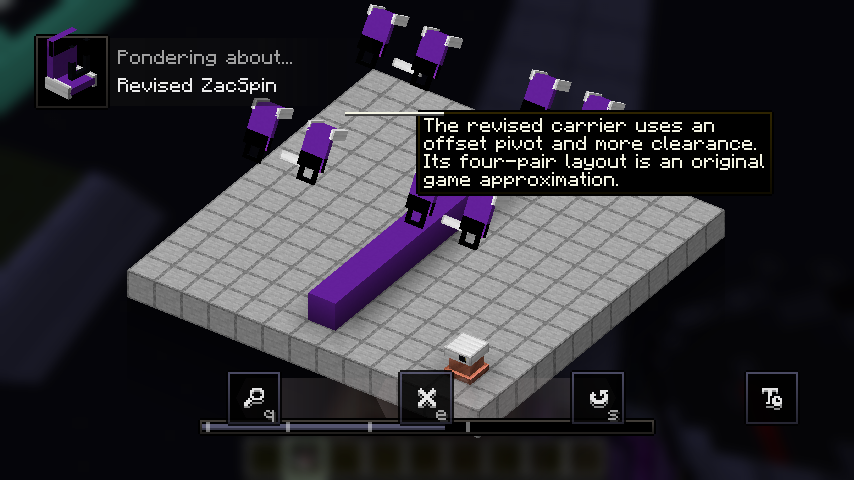 Pondering about...
Revised ZacSpin
The revised carrier uses an
offset pivot and more clearance.
Its four-pair layout is an original
game approximation.
q
e
s
T